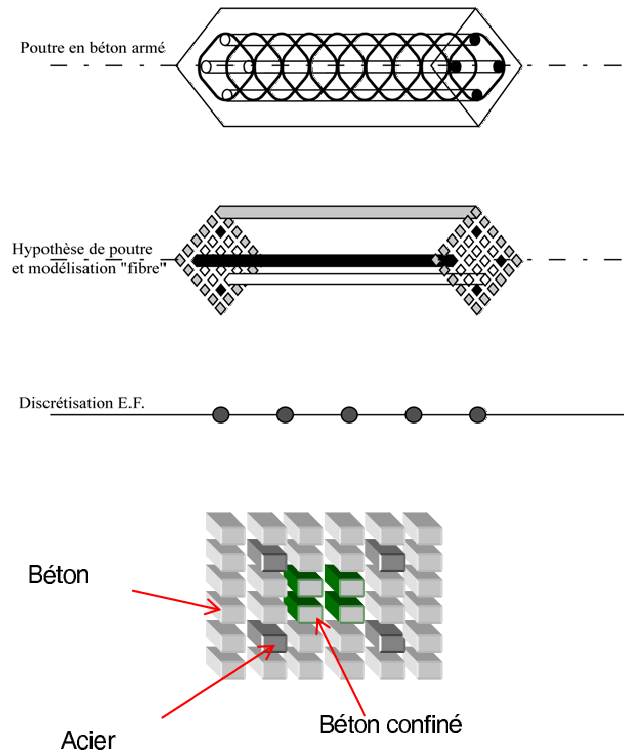 Poutre en béton armé
Hypothèse de poutre
et modélisation "fibre"
Discrétisation E.F.
Béton
Acier
Béton confiné